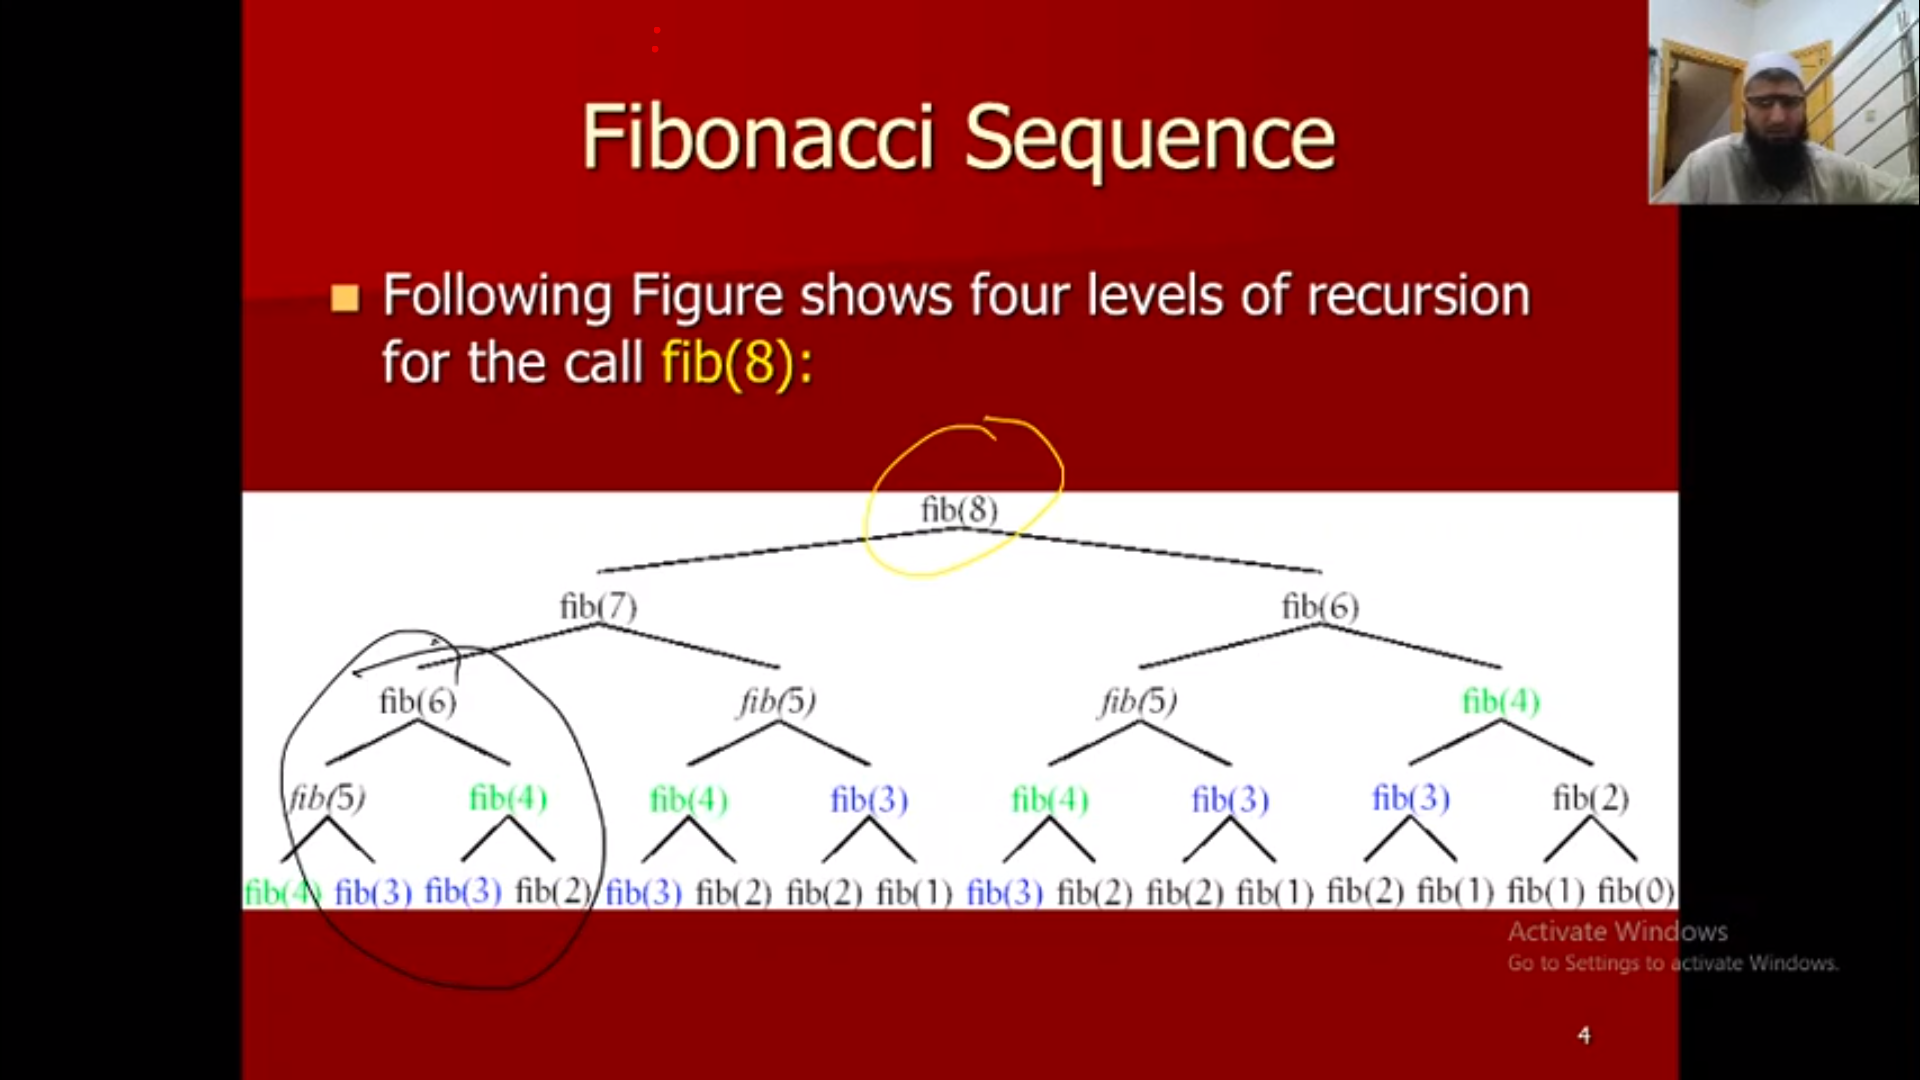 Fibonacci Sequence
Following Figure shows four levels of recursion
for the call fib(8):
fib(8)
fib(7) fib(6)
fib(6) fib(5) fib(5) fib(4)
fib(5) fib(4) fib(4) fib(3) fib(4) fib(3) fib(3) fib(2)
fib(4) fib(3) fib(3) fib(2) fib(3) fib(2) fib(2) fib(1) fib(3) fib(2) fib(2) fib(1) fib(2) fib(1) fib(1) fib(0)
Activate Windows
Go to Settings to activate Windows.
4